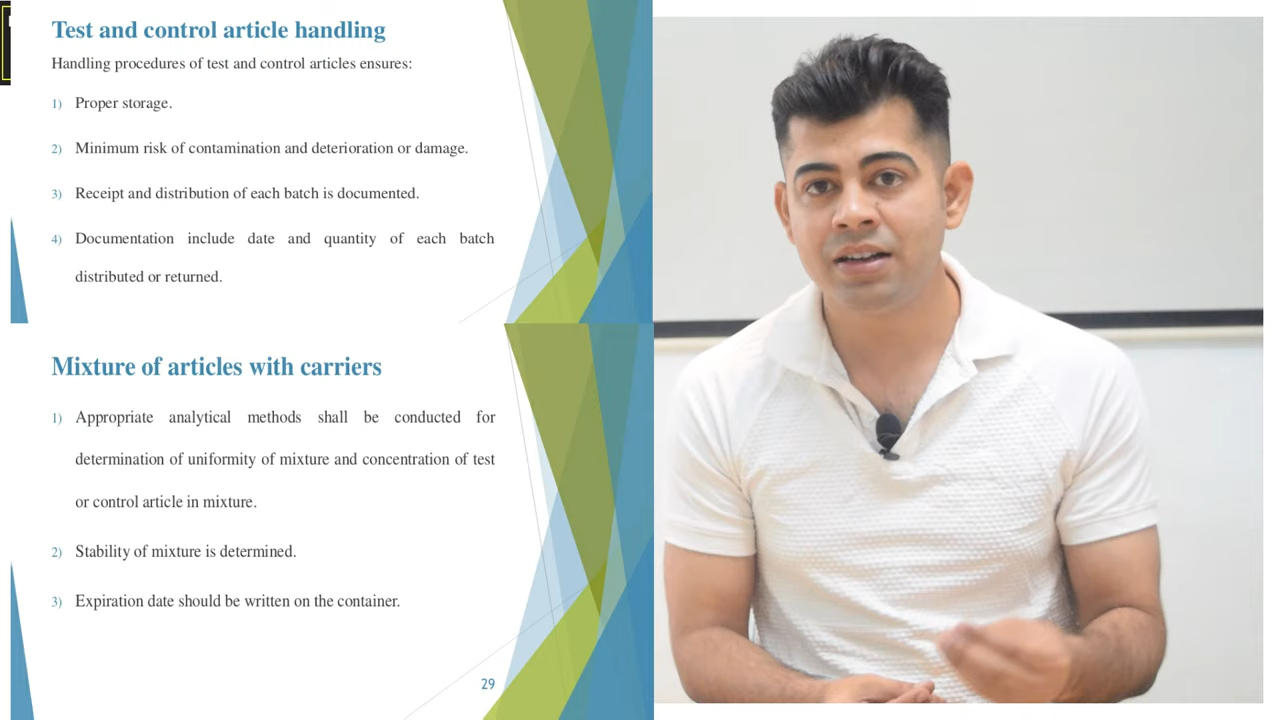 Test and control article handling
Handling procedures of test and control articles ensures:
1) Proper storage.
2) Minimum risk of contamination and deterioration or damage.
3) Receipt and distribution of each batch is documented.
4) Documentation include date and quantity of each batch
distributed or returned.
Mixture of articles with carriers
1) Appropriate analytical methods shall be conducted for
determination of uniformity of mixture and concentration of test
or control article in mixture.
2) Stability of mixture is determined.
3) Expiration date should be written on the container.
29